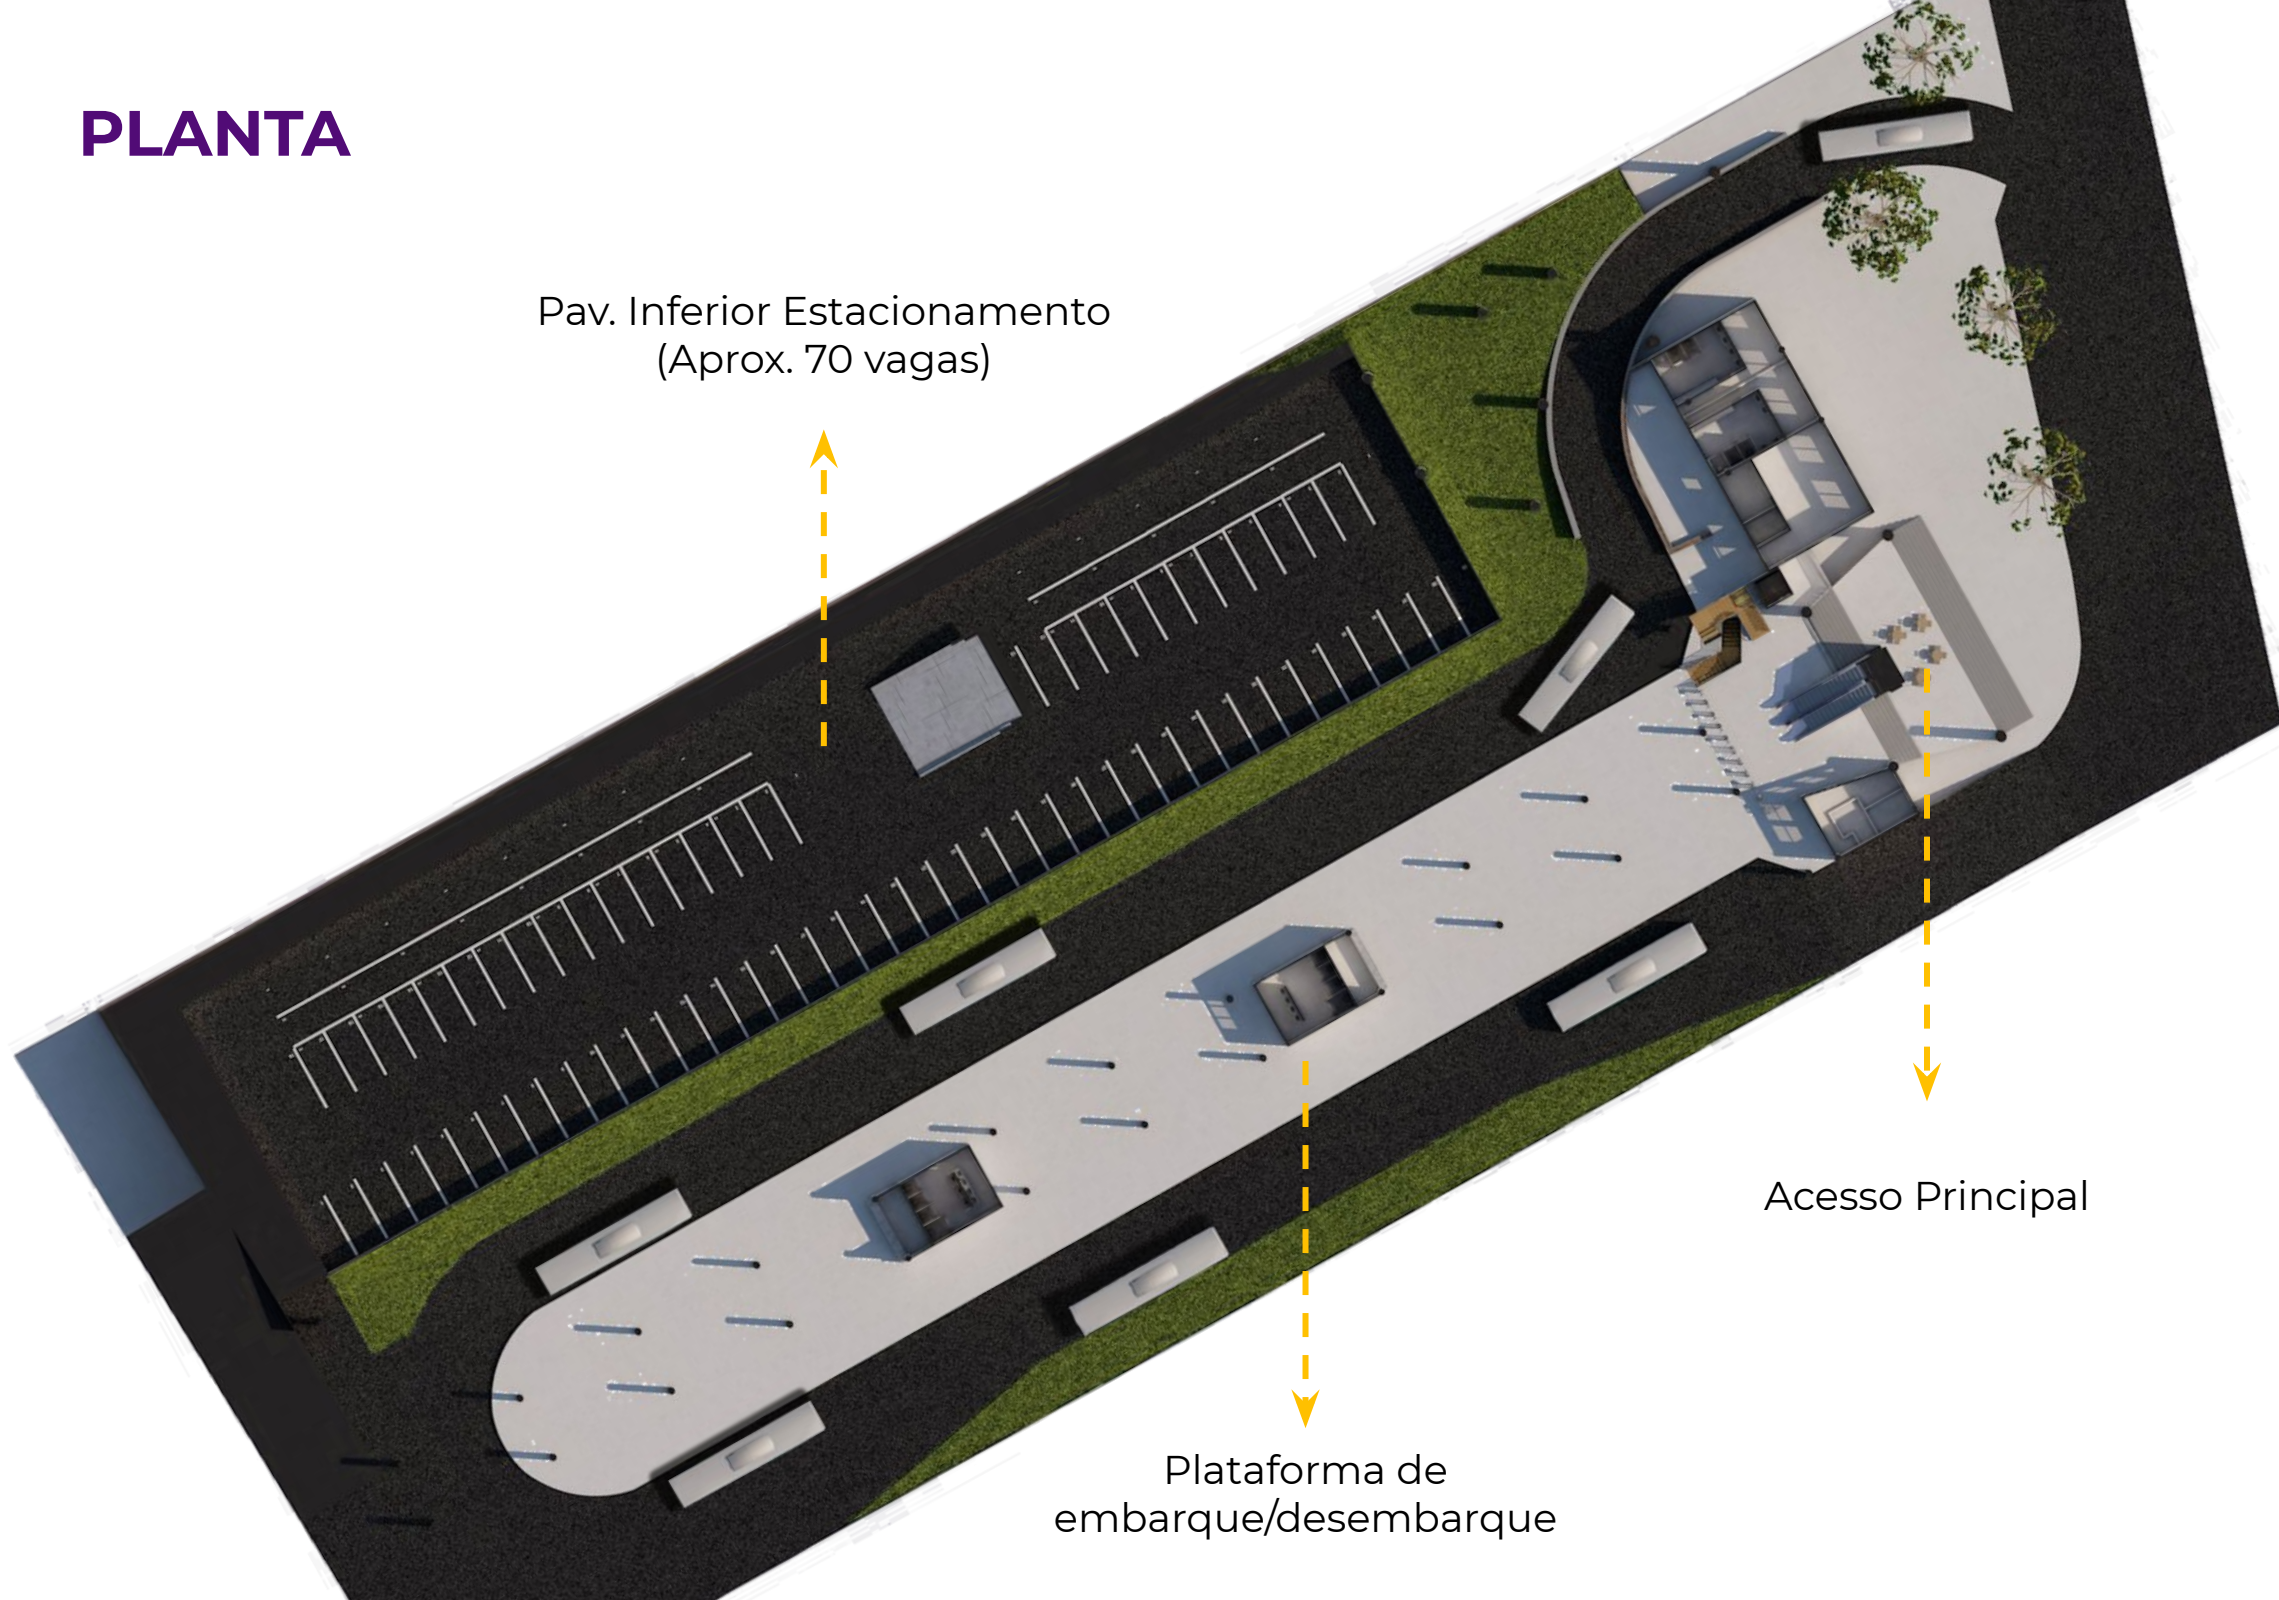 PLANTA
Pav. Inferior Estacionamento
(Aprox. 70 vagas)
Acesso Principal
Plataforma de
embarque/desembarque